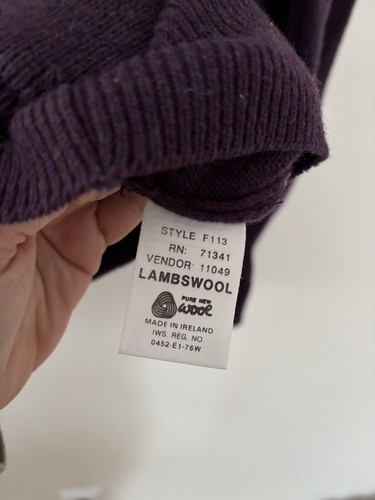 STYLE F113
RN: 71341
VENDOR: 11049
LAMBSWOOL
PURE NEW
Wool
MADE IN IRELAND
IWS. REG. NO.
0452-E1-76W